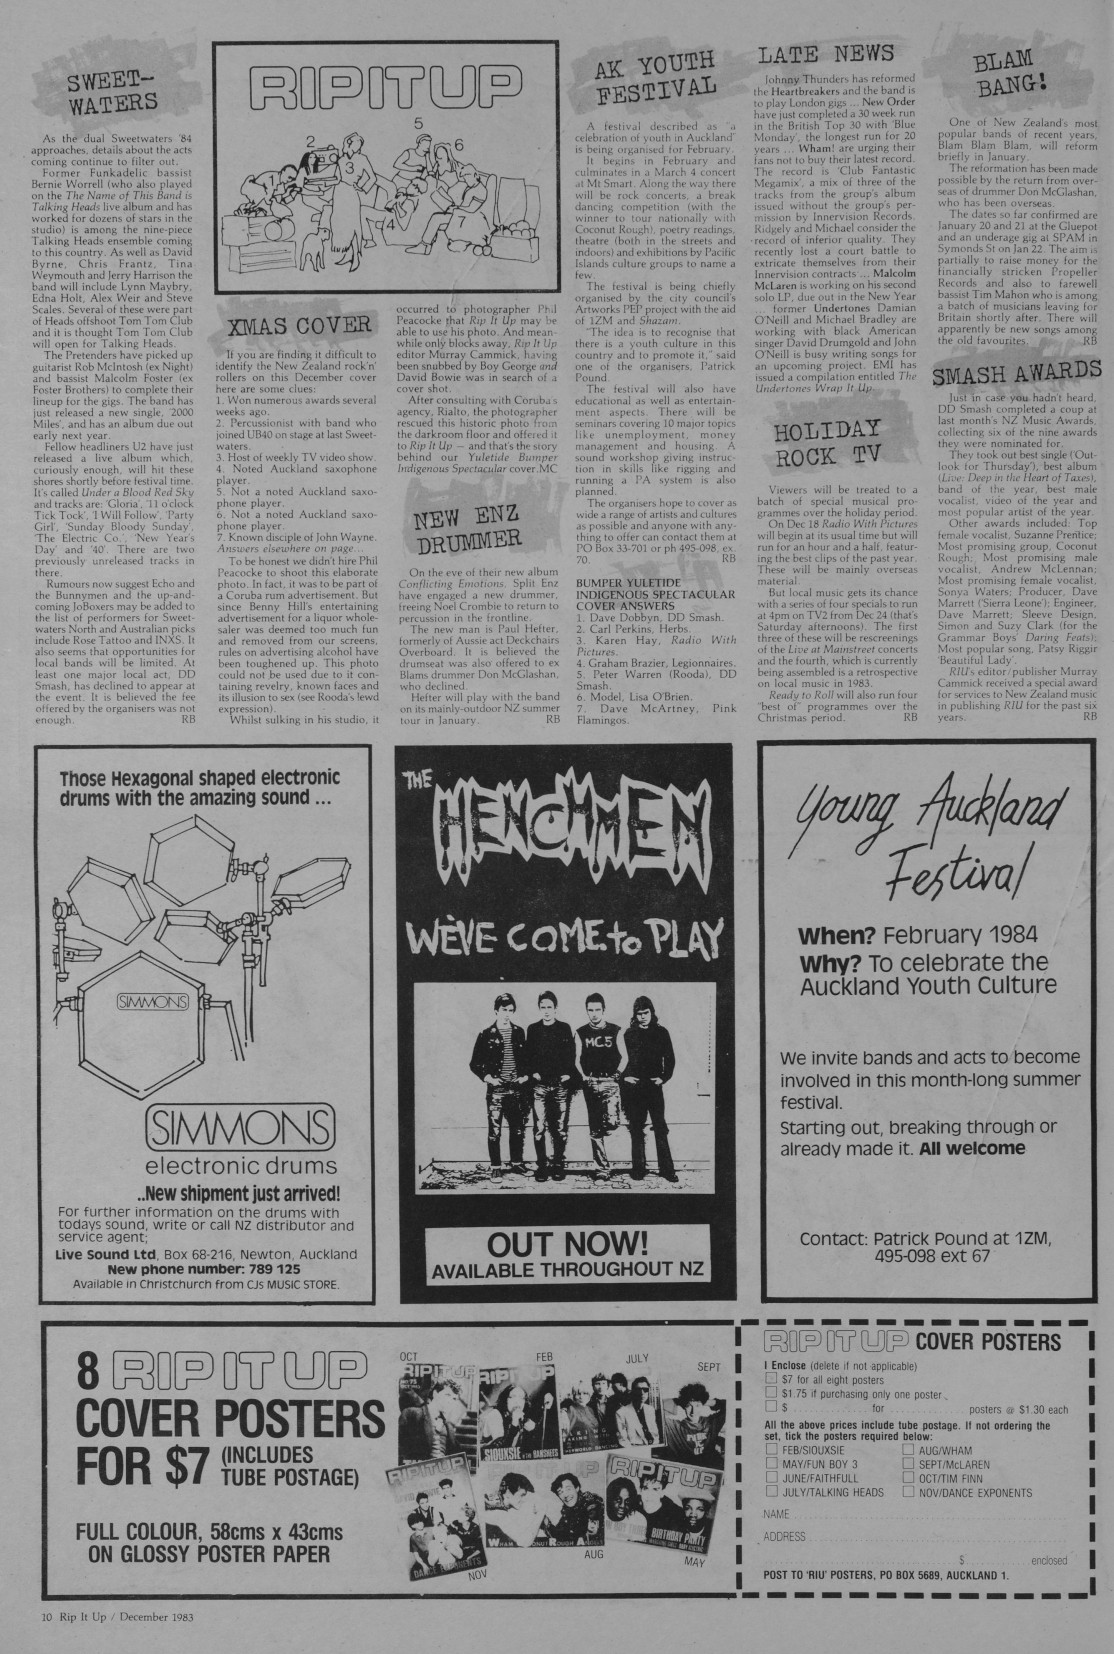 SWEET-
WATERS
As the dual Sweetwaters '84
approaches, details about the acts
coming continue to filter out.
Former Funkadelic bassist
Bernie Worrell (who also played
on the The Name of This Band is
Talking Heads live album and has
worked for dozens of stars in the
studio) is among the nine-piece
Talking Heads ensemble coming
to this country. As well as David
Byrne, Chris Frantz, Tina
Weymouth and Jerry Harrison the
band will include Lynn Maybry,
Edna Holt, Alex Weir and Steve
Scales. Several of these were part
of Heads offshoot Tom Tom Club
and it is thought Tom Tom Club
will open for Talking Heads.
The Pretenders have picked up
guitarist Rob McIntosh (ex Night)
and bassist Malcolm Foster (ex
Foster Brothers) to complete their
lineup for the gigs. The band has
just released a new single, '2000
Miles', and has an album due out
early next year.
Fellow headliners U2 have just
released a live album which,
curiously enough, will hit these
shores shortly before festival time.
It's called Under a Blood Red Sky
and tracks are: 'Gloria', '11 o'clock
Tick Tock', 'I Will Follow', 'Party
Girl', 'Sunday Bloody Sunday',
'The Electric Co.', 'New Year's
Day' and '40'. There are two
previously unreleased tracks in
there.
Rumours now suggest Echo and
the Bunnymen and the up-and-
coming JoBoxers may be added to
the list of performers for Sweet-
waters North and Australian picks
include Rose Tattoo and INXS. It
also seems that opportunities for
local bands will be limited. At
least one major local act, DD
Smash, has declined to appear at
the event. It is believed the fee
offered by the organisers was not
enough. RB
RIP IT UP
1
2
3
4
5
6
7
XMAS COVER
If you are finding it difficult to
identify the New Zealand rock'n'
rollers on this December cover
here are some clues:
1. Won numerous awards several
weeks ago.
2. Percussionist with band who
joined UB40 on stage at last Sweet-
waters.
3. Host of weekly TV video show.
4. Noted Auckland saxophone
player.
5. Not a noted Auckland saxo-
phone player.
6. Not a noted Auckland saxo-
phone player.
7. Known disciple of John Wayne.
Answers elsewhere on page...
To be honest we didn't hire Phil
Peacocke to shoot this elaborate
photo. In fact, it was to be part of
a Coruba rum advertisement. But
since Benny Hill's entertaining
advertisement for a liquor whole-
saler was deemed too much fun
and removed from our screens,
rules on advertising alcohol have
been toughened up. This photo
could not be used due to it con-
taining revelry, known faces and
its illusion to sex (see Rooda's lewd
expression).
Whilst sulking in his studio, it
occurred to photographer Phil
Peacocke that Rip It Up may be
able to use his photo. And mean-
while only blocks away, Rip It Up
editor Murray Cammick, having
been snubbed by Boy George and
David Bowie was in search of a
cover shot.
After consulting with Coruba's
agency, Rialto, the photographer
rescued this historic photo from
the darkroom floor and offered it
to Rip It Up — and that's the story
behind our Yuletide Bumper
Indigenous Spectacular cover.MC
NEW ENZ
DRUMMER
On the eve of their new album
Conflicting Emotions, Split Enz
have engaged a new drummer,
freeing Noel Crombie to return to
percussion in the frontline.
The new man is Paul Hefter,
formerly of Aussie act Deckchairs
Overboard. It is believed the
drumseat was also offered to ex
Blams drummer Don McGlashan,
who declined.
Hefter will play with the band
on its mainly-outdoor NZ summer
tour in January. RB
AK YOUTH
FESTIVAL
A festival described as "a
celebration of youth in Auckland"
is being organised for February.
It begins in February and
culminates in a March 4 concert
at Mt Smart. Along the way there
will be rock concerts, a break
dancing competition (with the
winner to tour nationally with
Coconut Rough), poetry readings,
theatre (both in the streets and
indoors) and exhibitions by Pacific
Islands culture groups to name a
few.
The festival is being chiefly
organised by the city council's
Artworks PEP project with the aid
of 1ZM and Shazam.
"The idea is to recognise that
there is a youth culture in this
country and to promote it," said
one of the organisers, Patrick
Pound.
The festival will also have
educational as well as entertain-
ment aspects. There will be
seminars covering 10 major topics
like unemployment, money
management and housing. A
sound workshop giving instruc-
tion in skills like rigging and
running a PA system is also
planned.
The organisers hope to cover as
wide a range of artists and cultures
as possible and anyone with any-
thing to offer can contact them at
PO Box 33-701 or ph 495-098, ex.
70. RB
BUMPER YULETIDE
INDIGENOUS SPECTACULAR
COVER ANSWERS
1. Dave Dobbyn, DD Smash.
2. Carl Perkins, Herbs.
3. Karen Hay, Radio With
Pictures.
4. Graham Brazier, Legionnaires.
5. Peter Warren (Rooda), DD
Smash.
6. Model, Lisa O'Brien.
7. Dave McArtney, Pink
Flamingos.
LATE NEWS
Johnny Thunders has reformed
the Heartbreakers and the band is
to play London gigs ... New Order
have just completed a 30 week run
in the British Top 30 with 'Blue
Monday', the longest run for 20
years ... Wham! are urging their
fans not to buy their latest record.
The record is 'Club Fantastic
Megamix', a mix of three of the
tracks from the group's album
issued without the group's per-
mission by Innervision Records.
Ridgely and Michael consider the
record of inferior quality. They
recently lost a court battle to
extricate themselves from their
Innervision contracts ... Malcolm
McLaren is working on his second
solo LP, due out in the New Year
... former Undertones Damian
O'Neill and Michael Bradley are
working with black American
singer David Drumgold and John
O'Neill is busy writing songs for
an upcoming project. EMI has
issued a compilation entitled The
Undertones Wrap It Up.
HOLIDAY
ROCK TV
Viewers will be treated to a
batch of special musical pro-
grammes over the holiday period.
On Dec 18 Radio With Pictures
will begin at its usual time but will
run for an hour and a half, featur-
ing the best clips of the past year.
These will be mainly overseas
material.
But local music gets its chance
with a series of four specials to run
at 4pm on TV2 from Dec 24 (that's
Saturday afternoons). The first
three of these will be rescreenings
of the Live at Mainstreet concerts
and the fourth, which is currently
being assembled is a retrospective
on local music in 1983.
Ready to Roll will also run four
"best of" programmes over the
Christmas period. RB
BLAM
BANG!
One of New Zealand's most
popular bands of recent years,
Blam Blam Blam, will reform
briefly in January.
The reformation has been made
possible by the return from over-
seas of drummer Don McGlashan,
who has been overseas.
The dates so far confirmed are
January 20 and 21 at the Gluepot
and an underage gig at SPAM in
Symonds St on Jan 22. The aim is
partially to raise money for the
financially stricken Propeller
Records and also to farewell
bassist Tim Mahon who is among
a batch of musicians leaving for
Britain shortly after. There will
apparently be new songs among
the old favourites. RB
SMASH AWARDS
Just in case you hadn't heard,
DD Smash completed a coup at
last month's NZ Music Awards,
collecting six of the nine awards
they were nominated for.
They took out best single ('Out-
look for Thursday'), best album
(Live: Deep in the Heart of Taxes),
band of the year, best male
vocalist, video of the year and
most popular artist of the year.
Other awards included: Top
female vocalist, Suzanne Prentice;
Most promising group, Coconut
Rough; Most promising male
vocalist, Andrew McLennan;
Most promising female vocalist,
Sonya Waters; Producer, Dave
Marrett ('Sierra Leone'); Engineer,
Dave Marrett; Sleeve Design,
Simon and Suzy Clark (for the
Grammar Boys' Daring Feats);
Most popular song, Patsy Riggir
'Beautiful Lady'.
RIU's editor/publisher Murray
Cammick received a special award
for services to New Zealand music
in publishing RIU for the past six
years. RB
Those Hexagonal shaped electronic
drums with the amazing sound ...
SIMMONS
SIMMONS
electronic drums
..New shipment just arrived!
For further information on the drums with
todays sound, write or call NZ distributor and
service agent;
Live Sound Ltd, Box 68-216, Newton, Auckland
New phone number: 789 125
Available in Christchurch from CJs MUSIC STORE.
THE
HENCHMEN
WE'VE COME to PLAY
MC5
OUT NOW!
AVAILABLE THROUGHOUT NZ
Young Auckland
Festival
When? February 1984
Why? To celebrate the
Auckland Youth Culture
We invite bands and acts to become
involved in this month-long summer
festival.
Starting out, breaking through or
already made it. All welcome
Contact: Patrick Pound at 1ZM,
495-098 ext 67
8 RIP IT UP
COVER POSTERS
FOR $7 (INCLUDES
TUBE POSTAGE)
FULL COLOUR, 58cms x 43cms
ON GLOSSY POSTER PAPER
OCT
FEB
JULY
SEPT
RIP IT UP
RIP IT UP
SIOUXSIE & THE BANSHEES
RIP IT UP
RIP IT UP
BIRTHDAY PARTY
NOV
AUG
MAY
RIP IT UP COVER POSTERS
I Enclose (delete if not applicable)
$7 for all eight posters
$1.75 if purchasing only one poster
$ for posters @ $1.30 each
All the above prices include tube postage. If not ordering the
set, tick the posters required below:
FEB/SIOUXSIE AUG/WHAM
MAY/FUN BOY 3 SEPT/McLAREN
JUNE/FAITHFULL OCT/TIM FINN
JULY/TALKING HEADS NOV/DANCE EXPONENTS
NAME
ADDRESS
$ enclosed
POST TO 'RIU' POSTERS, PO BOX 5689, AUCKLAND 1.
10 Rip It Up / December 1983